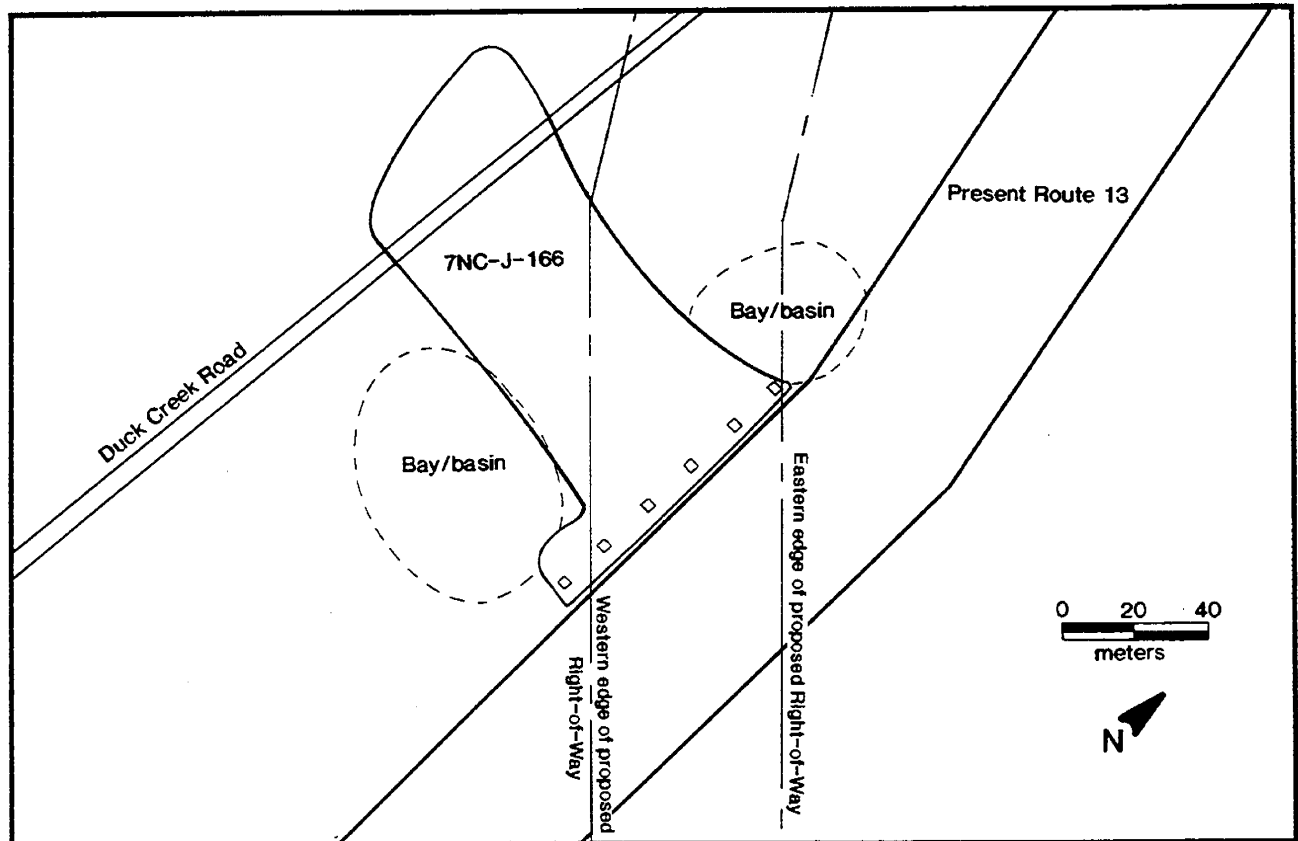 Present Route 13
7NC-J-166
Bay/basin
Duck Creek Road
Bay/basin
Eastern edge of proposed Right-of-Way
Western edge of proposed
Right-of-Way
0 20 40
meters
N